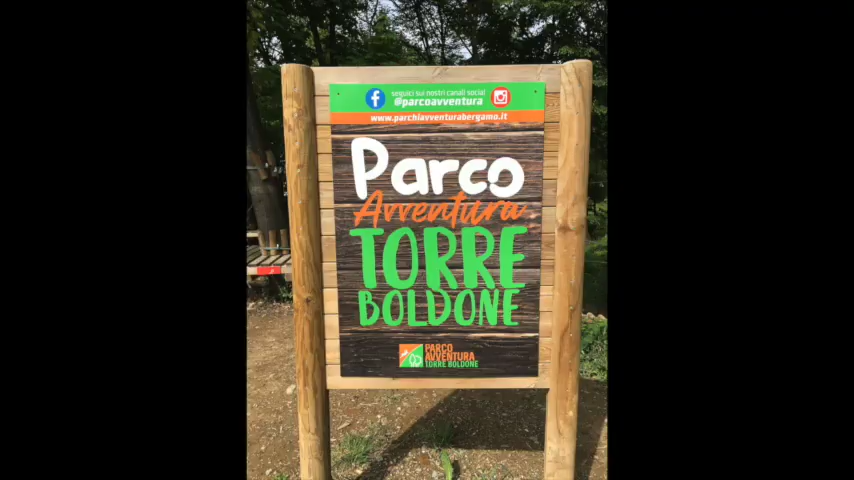 seguici sui nostri canali social
@parcoavventura
www.parchiavventurabergamo.it
Parco
Avventura
TORRE
BOLDONE
PARCO
AVVENTURA
TORRE BOLDONE